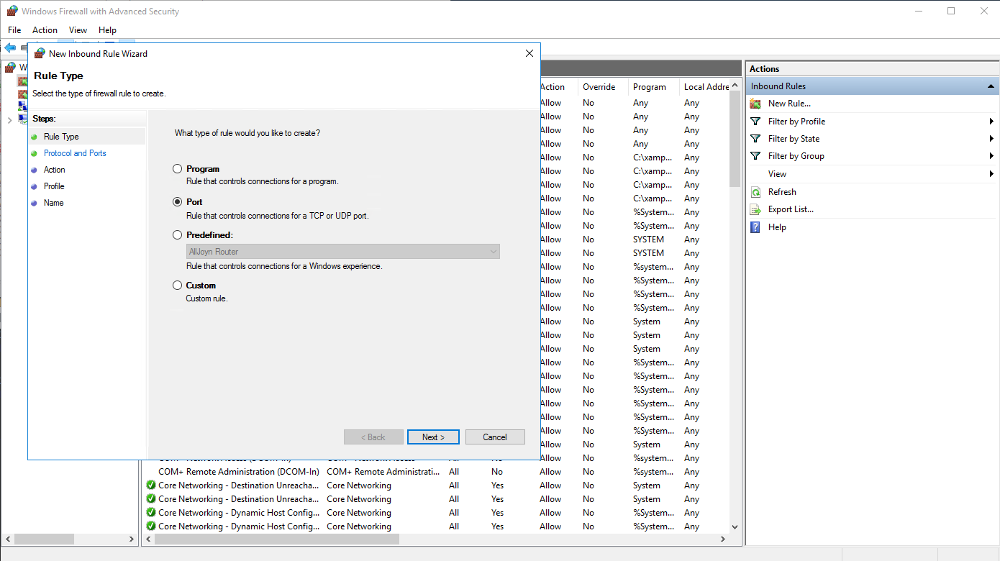 Windows Firewall with Advanced Security
File Action View Help
New Inbound Rule Wizard
Rule Type
Select the type of firewall rule to create.
Steps:
Rule Type
Protocol and Ports
Action
Profile
Name
What type of rule would you like to create?
Program
Rule that controls connections for a program.
Port
Rule that controls connections for a TCP or UDP port.
Predefined:
AllJoyn Router
Rule that controls connections for a Windows experience.
Custom
Custom rule.
< Back Next > Cancel
Action Override Program Local Addre
Allow No Any Any
Allow No Any Any
Allow No Any Any
Allow No Any Any
Allow No C:\xamp... Any
Allow No C:\xamp... Any
Allow No C:\xamp... Any
Allow No C:\xamp... Any
Allow No %System... Any
Allow No %System... Any
Allow No SYSTEM Any
Allow No SYSTEM Any
Allow No %system... Any
Allow No %System... Any
Allow No %System... Any
Allow No %System... Any
Allow No System Any
Allow No System Any
Allow No System Any
Allow No %System... Any
Allow No %System... Any
Allow No %System... Any
Allow No %System... Any
Allow No %System... Any
Allow No %System... Any
Allow No System Any
Allow No %system... Any
COM+ Remote Administration (DCOM-In) COM+ Remote Administrati... All No Allow No %system... Any
Core Networking - Destination Unreacha... Core Networking All Yes Allow No System Any
Core Networking - Destination Unreacha... Core Networking All Yes Allow No System Any
Core Networking - Dynamic Host Config... Core Networking All Yes Allow No %System... Any
Core Networking - Dynamic Host Config... Core Networking All Yes Allow No %System... Any
Actions
Inbound Rules
New Rule...
Filter by Profile
Filter by State
Filter by Group
View
Refresh
Export List...
Help